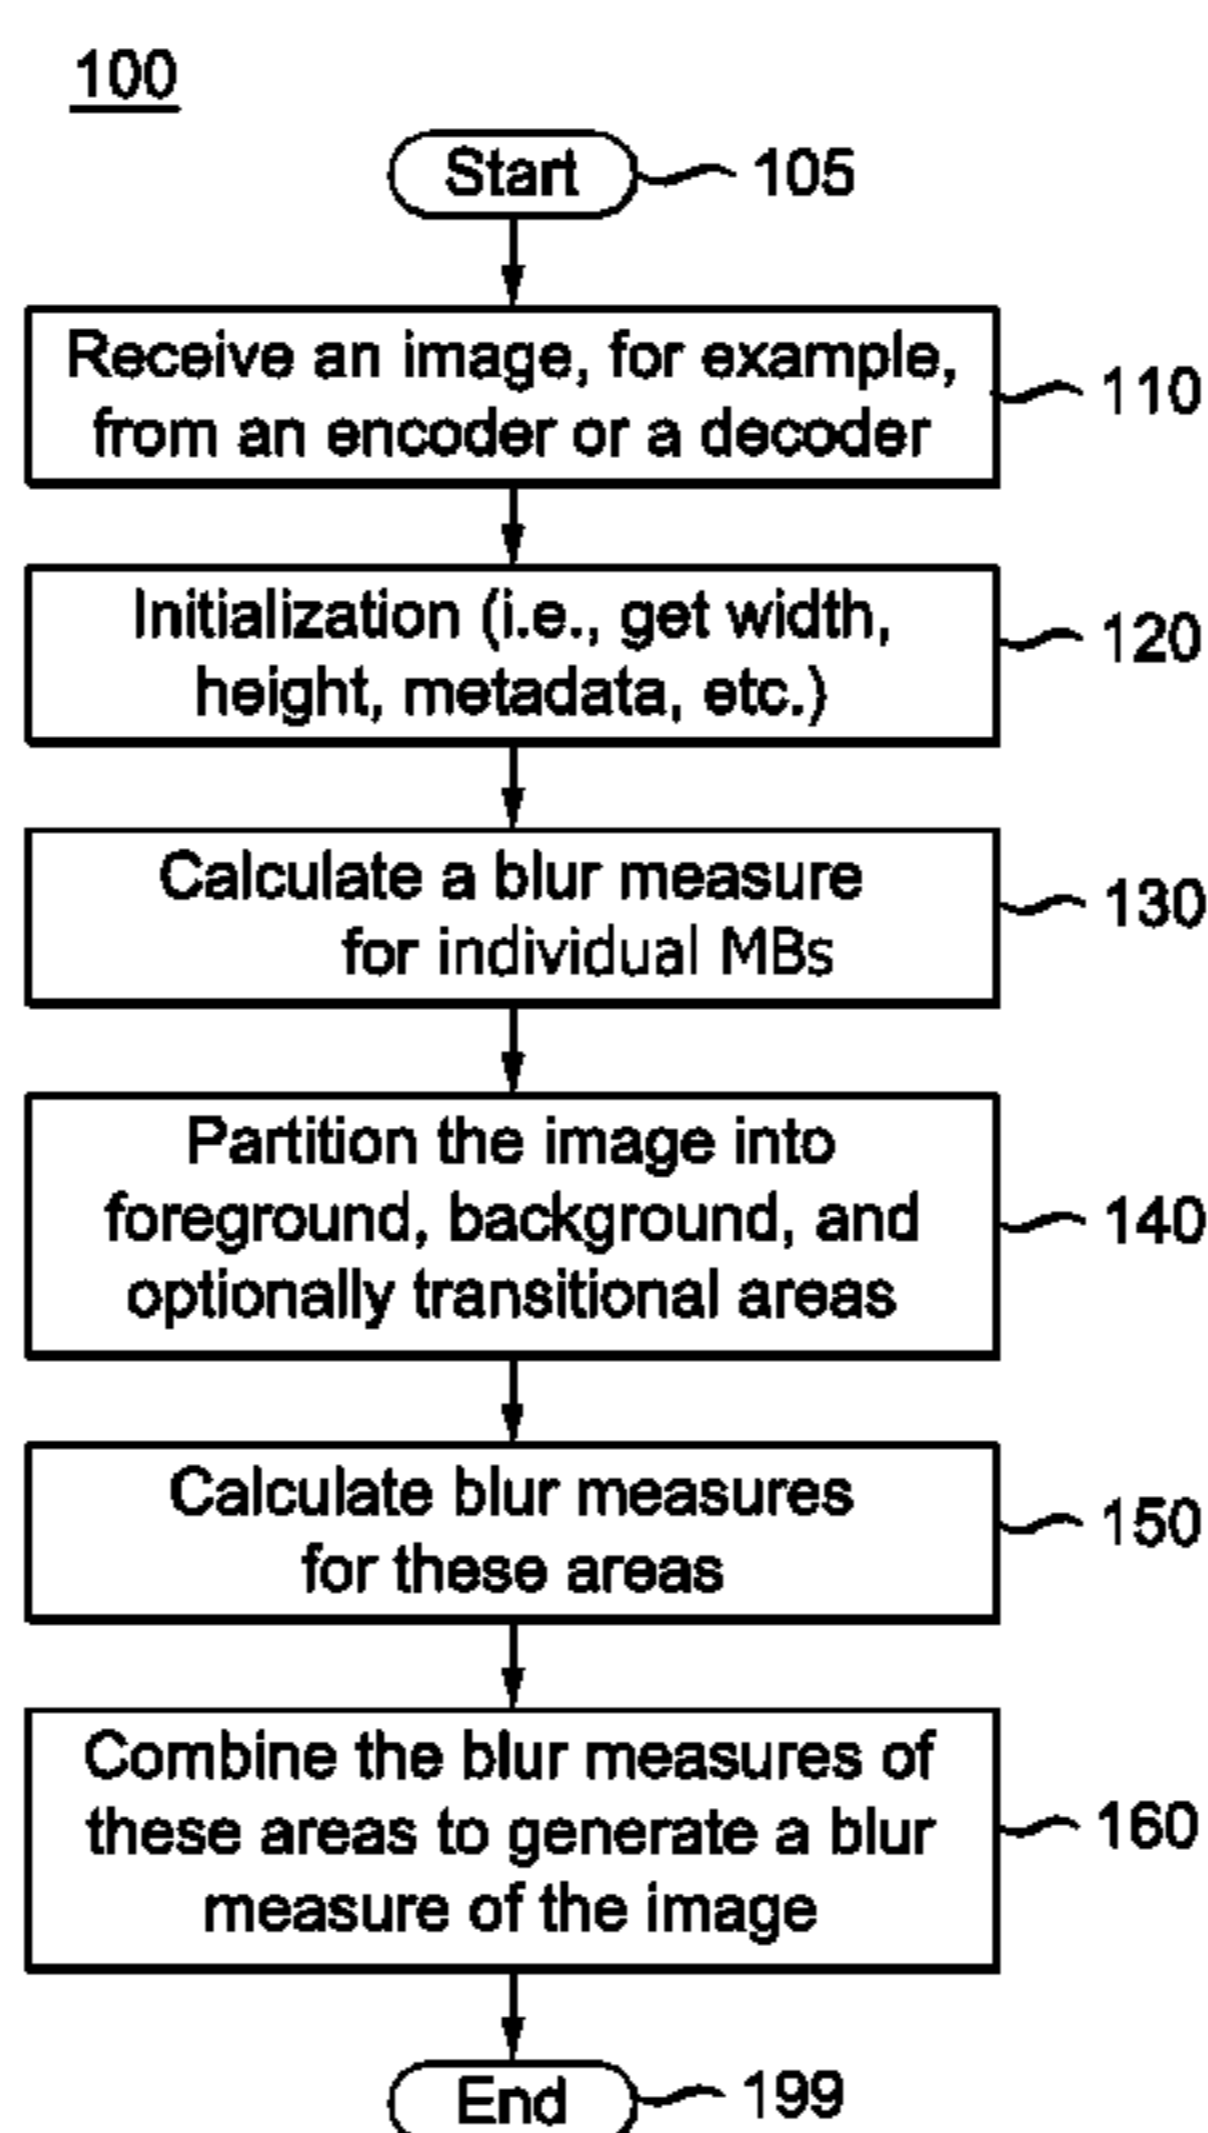 100
Start
105
Receive an image, for example,
from an encoder or a decoder
110
Initialization (i.e., get width,
height, metadata, etc.)
120
Calculate a blur measure
for individual MBs
130
Partition the image into
foreground, background, and
optionally transitional areas
140
Calculate blur measures
for these areas
150
Combine the blur measures of
these areas to generate a blur
measure of the image
160
End
199